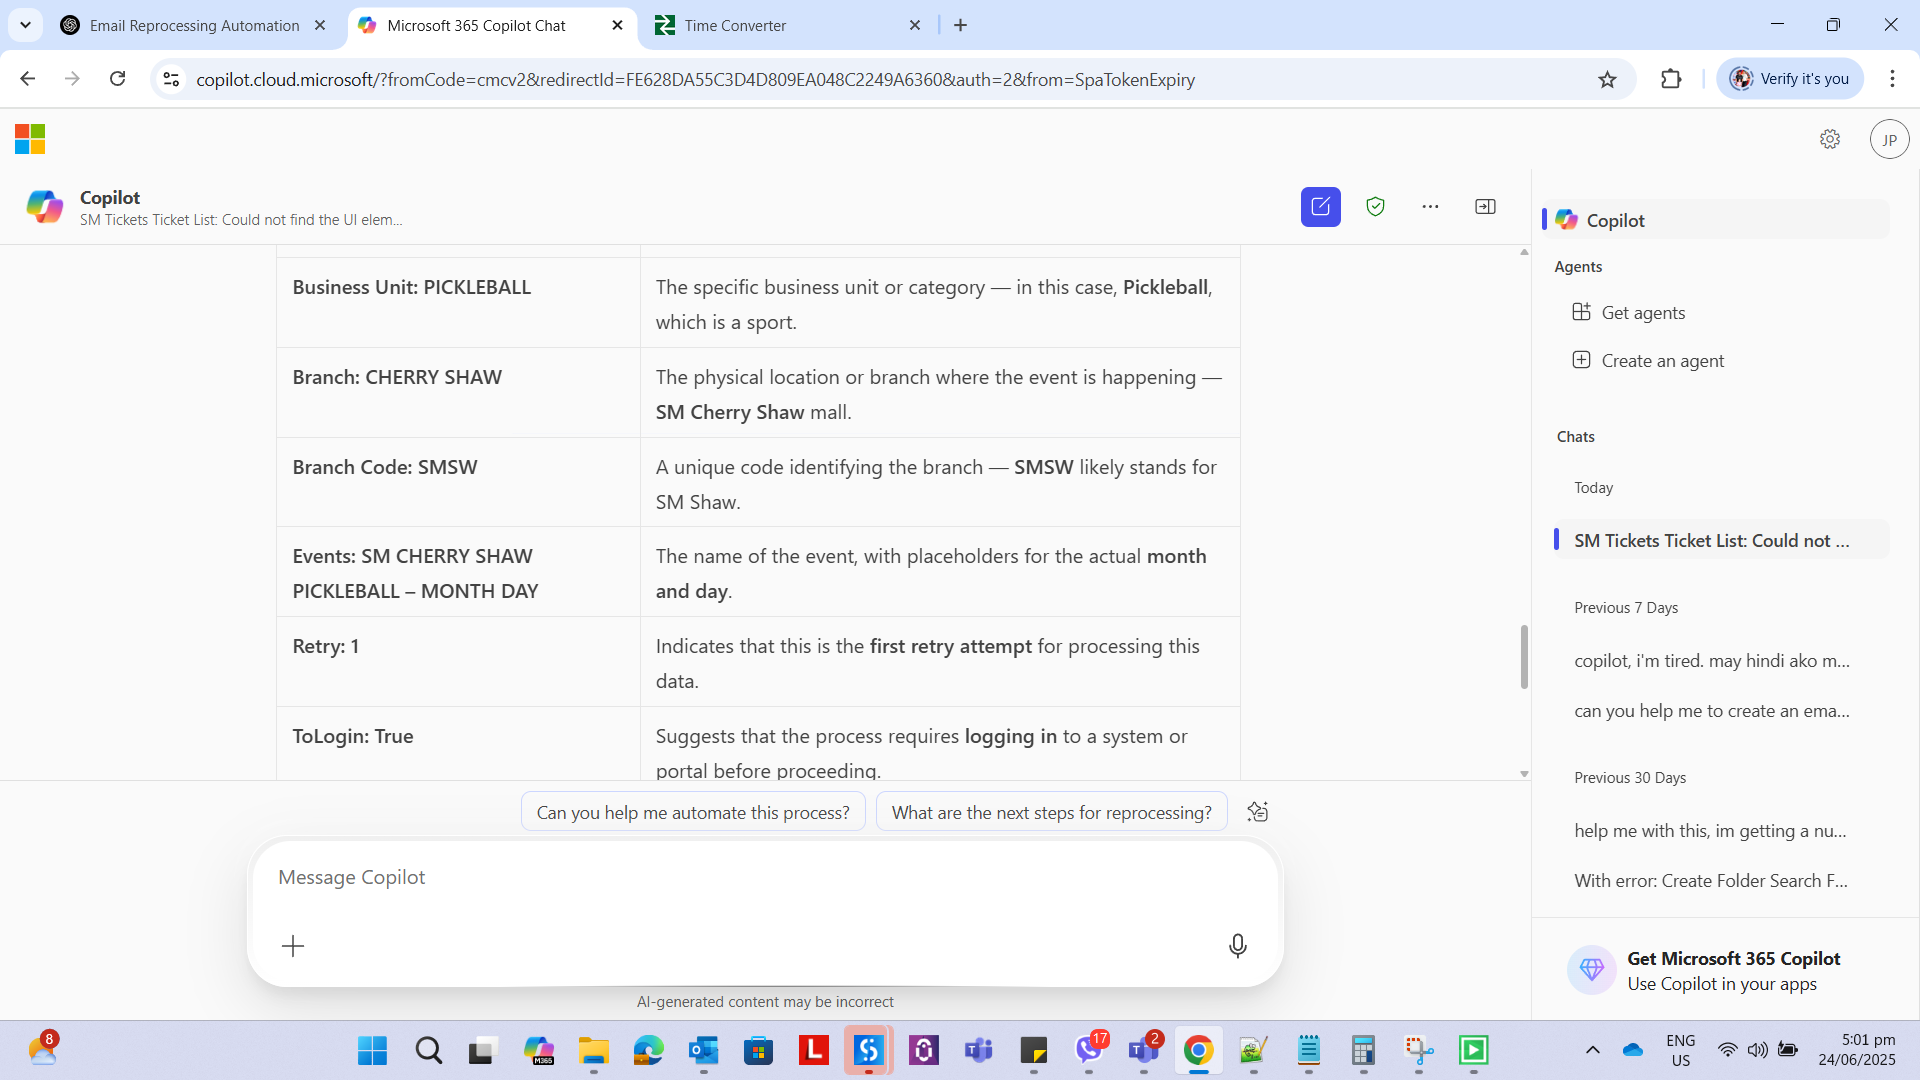 Email Reprocessing Automation
Microsoft 365 Copilot Chat
Time Converter
copilot.cloud.microsoft/?fromCode=cmcv2&redirectId=FE628DA55C3D4D809EA048C2249A6360&auth=2&from=SpaTokenExpiry
Verify it's you
JP
Copilot
SM Tickets Ticket List: Could not find the UI elem...
Business Unit: PICKLEBALL
The specific business unit or category — in this case, Pickleball,
which is a sport.
Branch: CHERRY SHAW
The physical location or branch where the event is happening —
SM Cherry Shaw mall.
Branch Code: SMSW
A unique code identifying the branch — SMSW likely stands for
SM Shaw.
Events: SM CHERRY SHAW
PICKLEBALL – MONTH DAY
The name of the event, with placeholders for the actual month
and day.
Retry: 1
Indicates that this is the first retry attempt for processing this
data.
ToLogin: True
Suggests that the process requires logging in to a system or
portal before proceeding.
Can you help me automate this process?
What are the next steps for reprocessing?
Message Copilot
AI-generated content may be incorrect
Copilot
Agents
Get agents
Create an agent
Chats
Today
SM Tickets Ticket List: Could not ...
Previous 7 Days
copilot, i'm tired. may hindi ako m...
can you help me to create an ema...
Previous 30 Days
help me with this, im getting a nu...
With error: Create Folder Search F...
Get Microsoft 365 Copilot
Use Copilot in your apps
8
M365
L
17
2
ENG
US
5:01 pm
24/06/2025